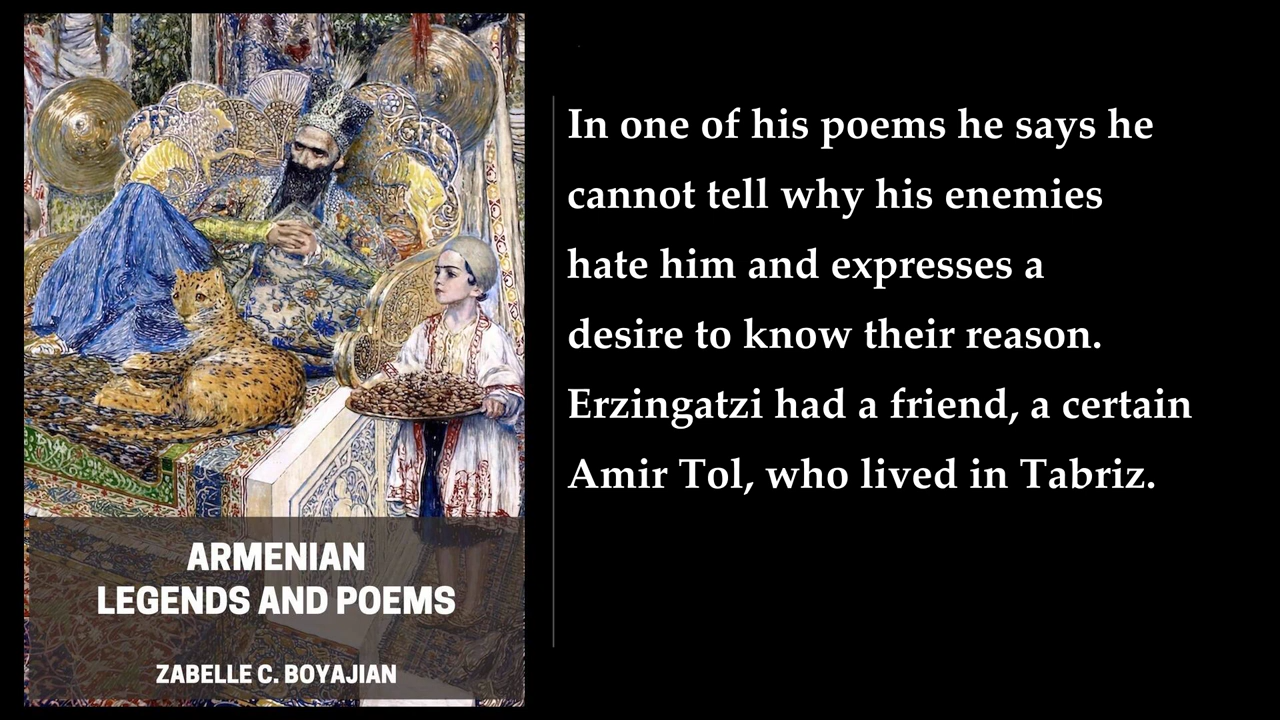 ARMENIAN
LEGENDS AND POEMS
ZABELLE C. BOYAJIAN
In one of his poems he says he
cannot tell why his enemies
hate him and expresses a
desire to know their reason.
Erzingatzi had a friend, a certain
Amir Tol, who lived in Tabriz.